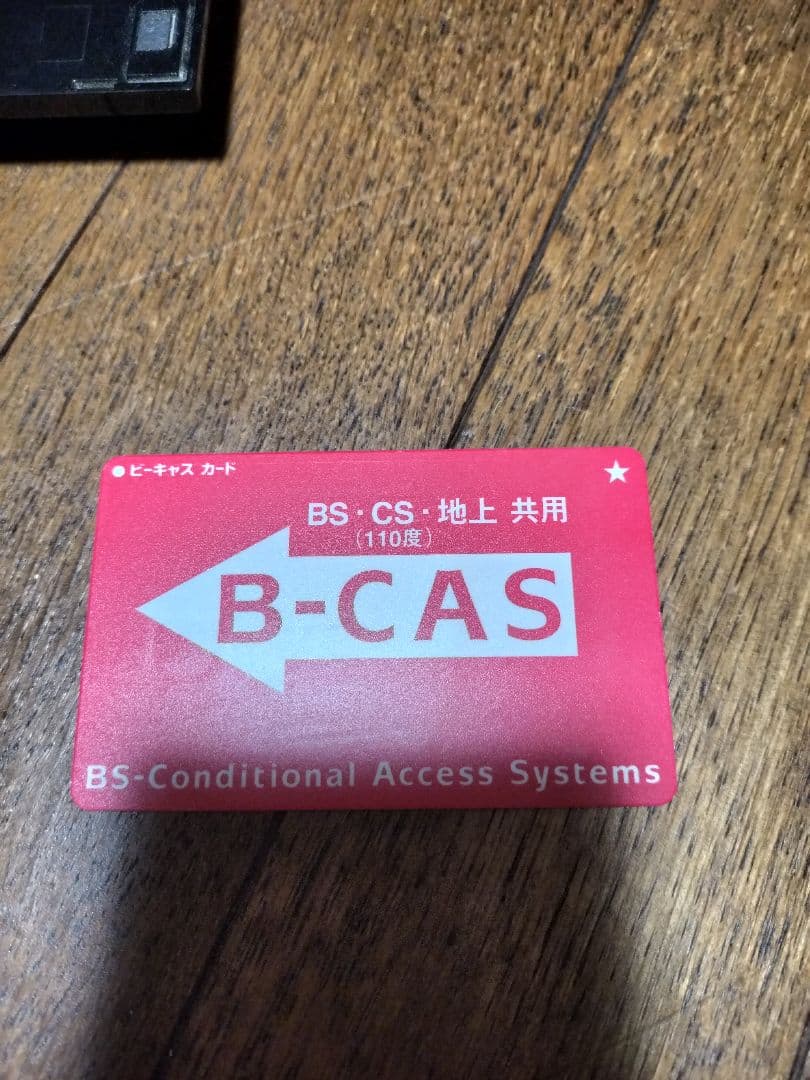 ●ビーキャス カード ★
BS・CS・地上 共用
(110度)
B-CAS
BS-Conditional Access Systems